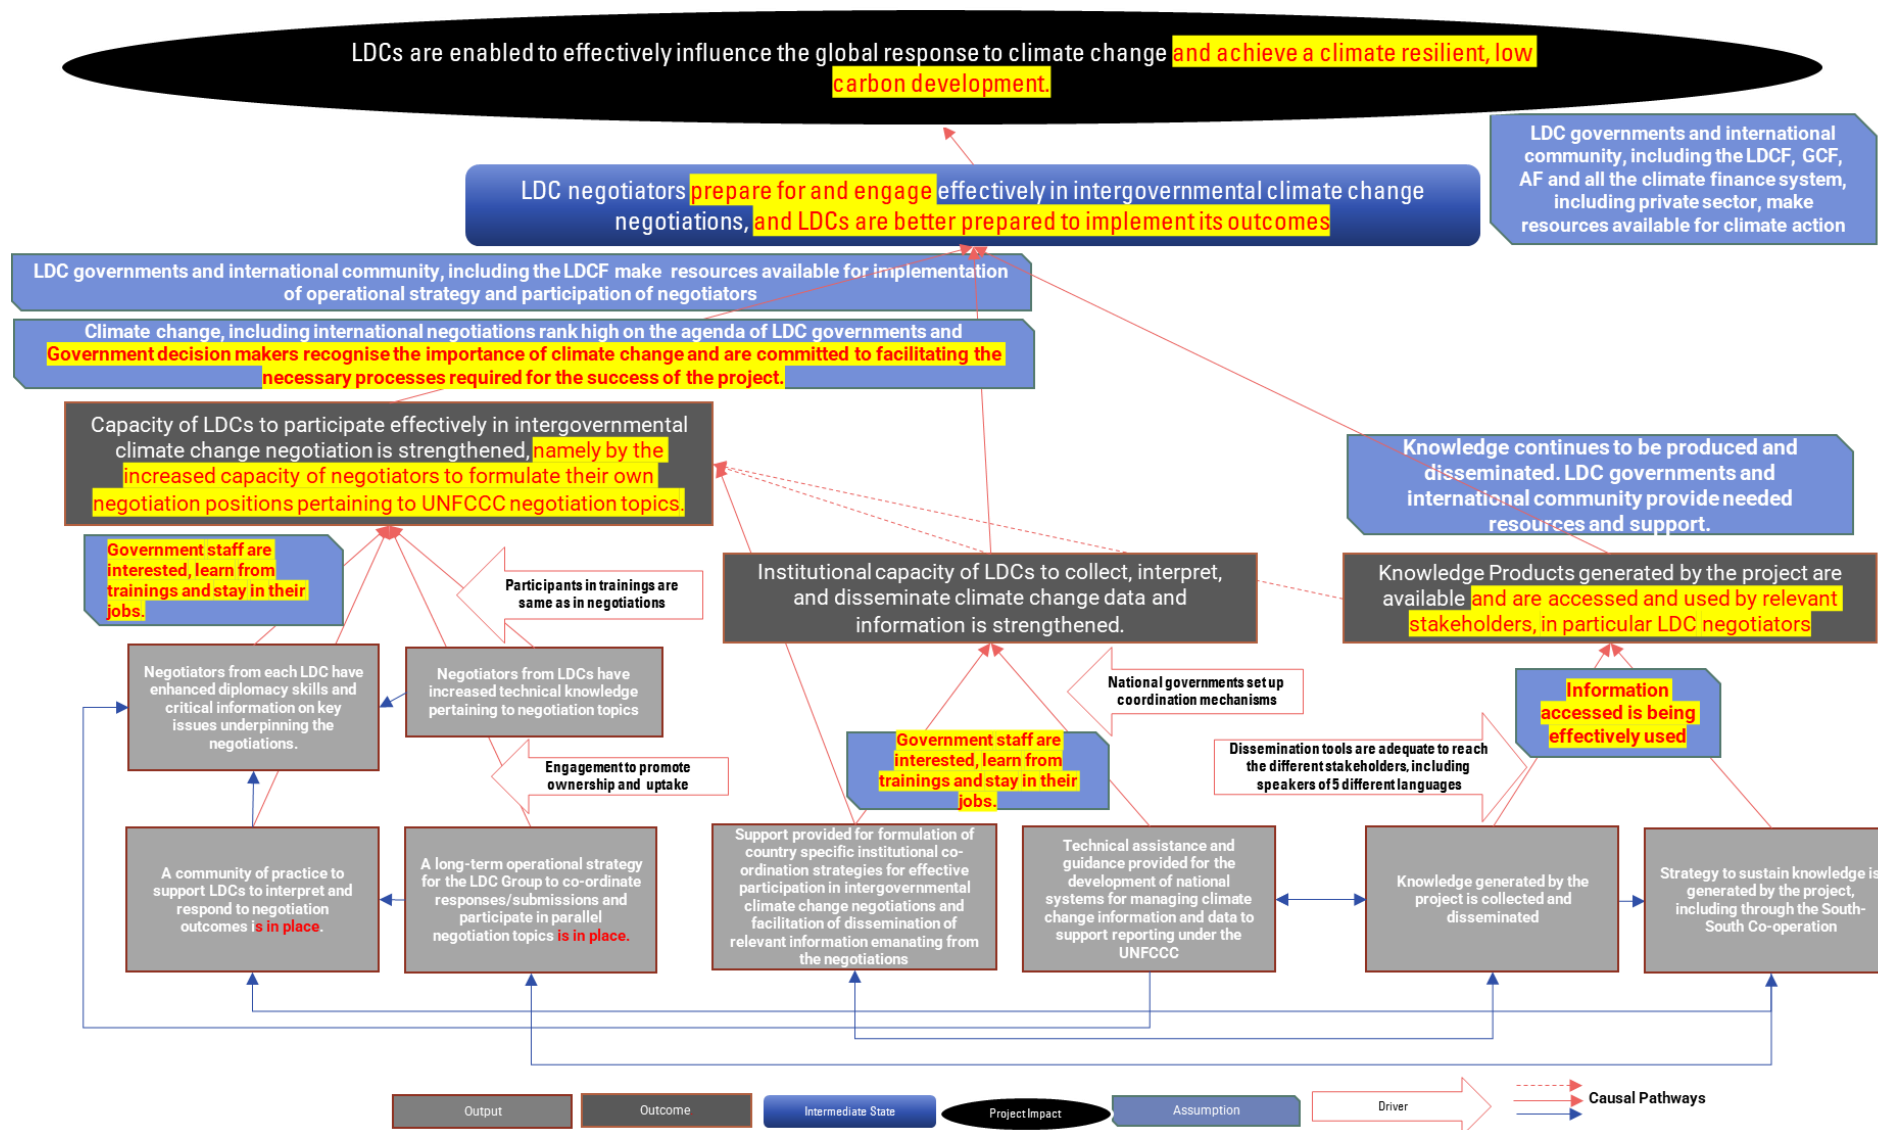 LDCs are enabled to effectively influence the global response to climate change and achieve a climate resilient, low
carbon development.
LDC governments and international
community, including the LDCF, GCF,
AF and all the climate finance system,
including private sector, make
resources available for climate action
LDC negotiators prepare for and engage effectively in intergovernmental climate change
negotiations, and LDCs are better prepared to implement its outcomes
LDC governments and international community, including the LDCF make resources available for implementation
of operational strategy and participation of negotiators
Climate change, including international negotiations rank high on the agenda of LDC governments and
Government decision makers recognise the importance of climate change and are committed to facilitating the
necessary processes required for the success of the project.
Capacity of LDCs to participate effectively in intergovernmental
climate change negotiation is strengthened, namely by the
increased capacity of negotiators to formulate their own
negotiation positions pertaining to UNFCCC negotiation topics.
Knowledge continues to be produced and
disseminated. LDC governments and
international community provide needed
resources and support.
Government staff are
interested, learn from
trainings and stay in their
jobs.
Participants in trainings are
same as in negotiations
Institutional capacity of LDCs to collect, interpret,
and disseminate climate change data and
information is strengthened.
Knowledge Products generated by the project are
available and are accessed and used by relevant
stakeholders, in particular LDC negotiators
Negotiators from each LDC have
enhanced diplomacy skills and
critical information on key
issues underpinning the
negotiations.
Negotiators from LDCs have
increased technical knowledge
pertaining to negotiation topics
National governments set up
coordination mechanisms
Information
accessed is being
effectively used
Engagement to promote
ownership and uptake
Government staff are
interested, learn from
trainings and stay in their
jobs.
Dissemination tools are adequate to reach
the different stakeholders, including
speakers of 5 different languages
A community of practice to
support LDCs to interpret and
respond to negotiation
outcomes is in place.
A long-term operational strategy
for the LDC Group to co-ordinate
responses/submissions and
participate in parallel
negotiation topics is in place.
Support provided for formulation of
country specific institutional co-
ordination strategies for effective
participation in intergovernmental
climate change negotiations and
facilitation of dissemination of
relevant information emanating from
the negotiations
Technical assistance and
guidance provided for the
development of national
systems for managing climate
change information and data to
support reporting under the
UNFCCC
Knowledge generated by the
project is collected and
disseminated
Strategy to sustain knowledge is
generated by the project,
including through the South-
South Co-operation
Output
Outcome
Intermediate State
Project Impact
Assumption
Driver
Causal Pathways